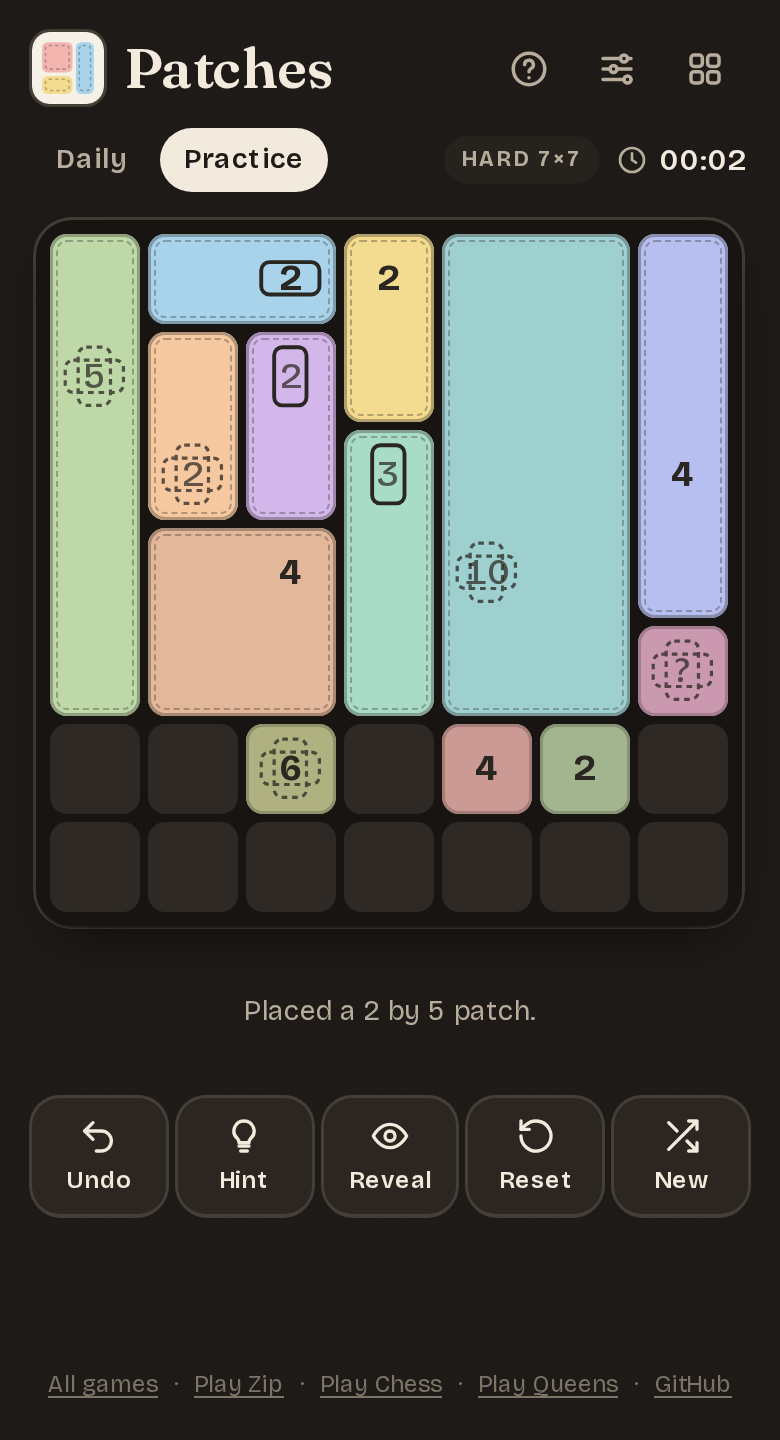 Patches
Daily
Practice
HARD 7×7
00:02
2
2
5
2
3
2
4
4
10
?
6
4
2
Placed a 2 by 5 patch.
Undo
Hint
Reveal
Reset
New
All games · Play Zip · Play Chess · Play Queens · GitHub